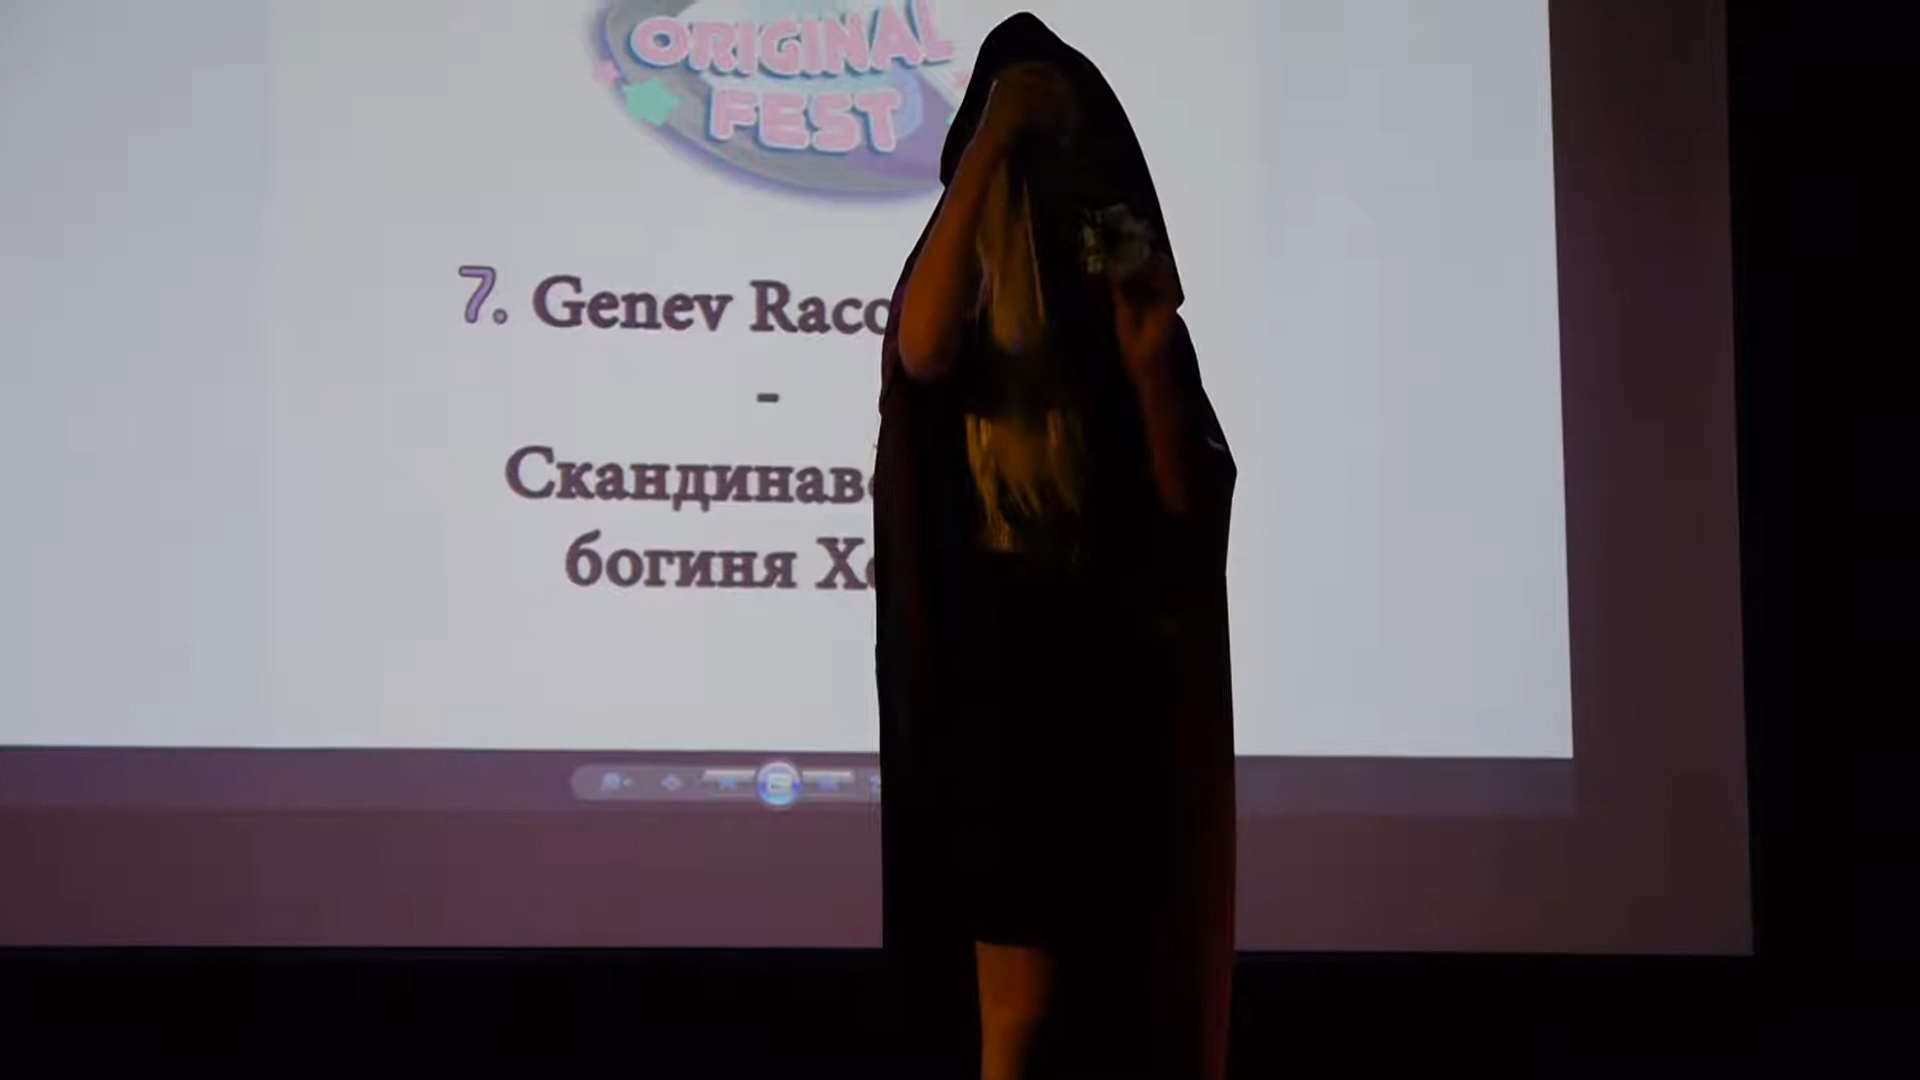 ORIGINAL
FEST
7. Genev Raco
-
Скандинав
богиня Х